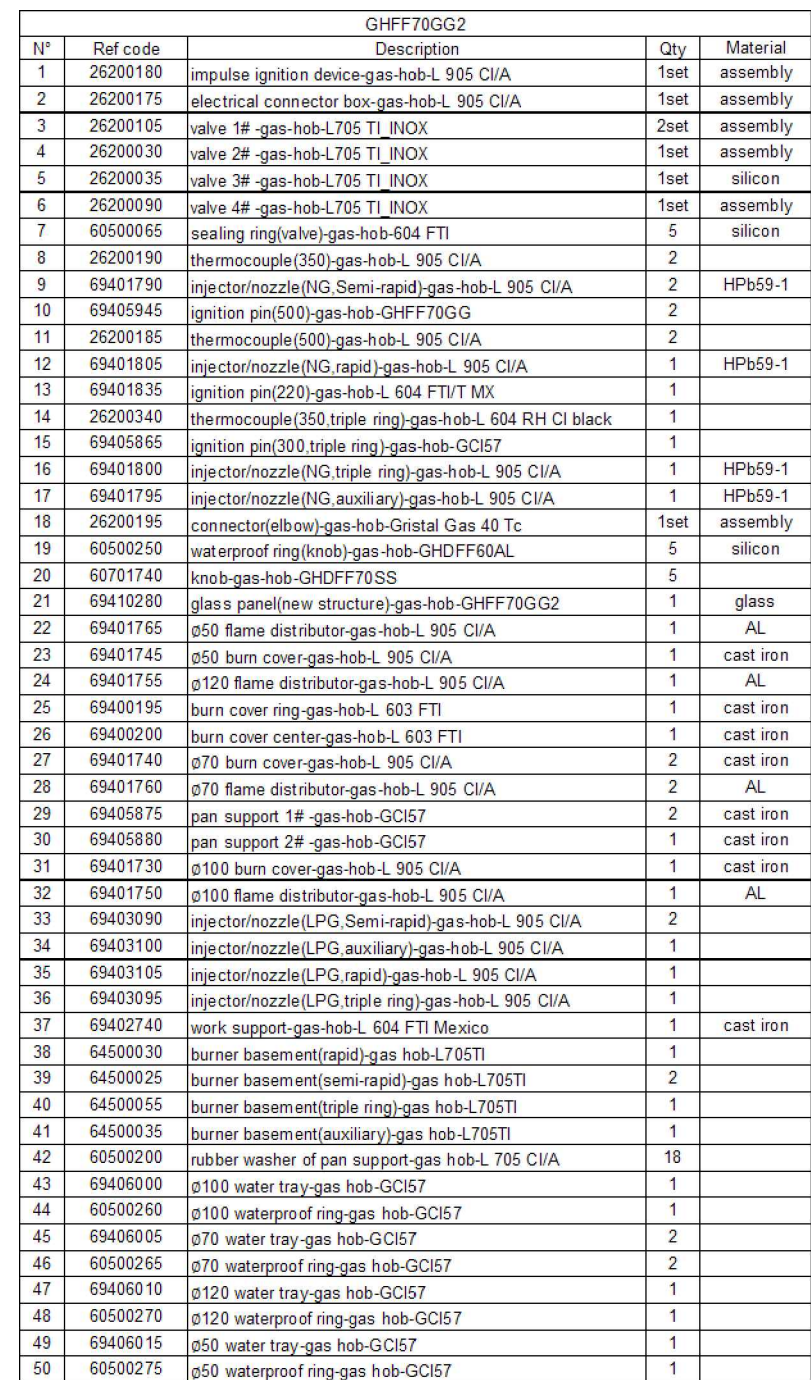 GHFF70GG2
N° Ref code Description Qty Material
1 26200180 impulse ignition device-gas-hob-L 905 CI/A 1set assembly
2 26200175 electrical connector box-gas-hob-L 905 CI/A 1set assembly
3 26200105 valve 1# -gas-hob-L705 TI_INOX 2set assembly
4 26200030 valve 2# -gas-hob-L705 TI_INOX 1set assembly
5 26200035 valve 3# -gas-hob-L705 TI_INOX 1set silicon
6 26200090 valve 4# -gas-hob-L705 TI_INOX 1set assembly
7 60500065 sealing ring(valve)-gas-hob-604 FTI 5 silicon
8 26200190 thermocouple(350)-gas-hob-L 905 CI/A 2
9 69401790 injector/nozzle(NG,Semi-rapid)-gas-hob-L 905 CI/A 2 HPb59-1
10 69405945 ignition pin(500)-gas-hob-GHFF70GG 2
11 26200185 thermocouple(500)-gas-hob-L 905 CI/A 2
12 69401805 injector/nozzle(NG,rapid)-gas-hob-L 905 CI/A 1 HPb59-1
13 69401835 ignition pin(220)-gas-hob-L 604 FTI/T MX 1
14 26200340 thermocouple(350,triple ring)-gas-hob-L 604 RH CI black 1
15 69405865 ignition pin(300,triple ring)-gas-hob-GCI57 1
16 69401800 injector/nozzle(NG,triple ring)-gas-hob-L 905 CI/A 1 HPb59-1
17 69401795 injector/nozzle(NG,auxiliary)-gas-hob-L 905 CI/A 1 HPb59-1
18 26200195 connector(elbow)-gas-hob-Gristal Gas 40 Tc 1set assembly
19 60500250 waterproof ring(knob)-gas-hob-GHDFF60AL 5 silicon
20 60701740 knob-gas-hob-GHDFF70SS 5
21 69410280 glass panel(new structure)-gas-hob-GHFF70GG2 1 glass
22 69401765 ø50 flame distributor-gas-hob-L 905 CI/A 1 AL
23 69401745 ø50 burn cover-gas-hob-L 905 CI/A 1 cast iron
24 69401755 ø120 flame distributor-gas-hob-L 905 CI/A 1 AL
25 69400195 burn cover ring-gas-hob-L 603 FTI 1 cast iron
26 69400200 burn cover center-gas-hob-L 603 FTI 1 cast iron
27 69401740 ø70 burn cover-gas-hob-L 905 CI/A 2 cast iron
28 69401760 ø70 flame distributor-gas-hob-L 905 CI/A 2 AL
29 69405875 pan support 1# -gas-hob-GCI57 2 cast iron
30 69405880 pan support 2# -gas-hob-GCI57 1 cast iron
31 69401730 ø100 burn cover-gas-hob-L 905 CI/A 1 cast iron
32 69401750 ø100 flame distributor-gas-hob-L 905 CI/A 1 AL
33 69403090 injector/nozzle(LPG,Semi-rapid)-gas-hob-L 905 CI/A 2
34 69403100 injector/nozzle(LPG,auxiliary)-gas-hob-L 905 CI/A 1
35 69403105 injector/nozzle(LPG,rapid)-gas-hob-L 905 CI/A 1
36 69403095 injector/nozzle(LPG,triple ring)-gas-hob-L 905 CI/A 1
37 69402740 work support-gas-hob-L 604 FTI Mexico 1 cast iron
38 64500030 burner basement(rapid)-gas hob-L705TI 1
39 64500025 burner basement(semi-rapid)-gas hob-L705TI 2
40 64500055 burner basement(triple ring)-gas hob-L705TI 1
41 64500035 burner basement(auxiliary)-gas hob-L705TI 1
42 60500200 rubber washer of pan support-gas hob-L 705 CI/A 18
43 69406000 ø100 water tray-gas hob-GCI57 1
44 60500260 ø100 waterproof ring-gas hob-GCI57 1
45 69406005 ø70 water tray-gas hob-GCI57 2
46 60500265 ø70 waterproof ring-gas hob-GCI57 2
47 69406010 ø120 water tray-gas hob-GCI57 1
48 60500270 ø120 waterproof ring-gas hob-GCI57 1
49 69406015 ø50 water tray-gas hob-GCI57 1
50 60500275 ø50 waterproof ring-gas hob-GCI57 1